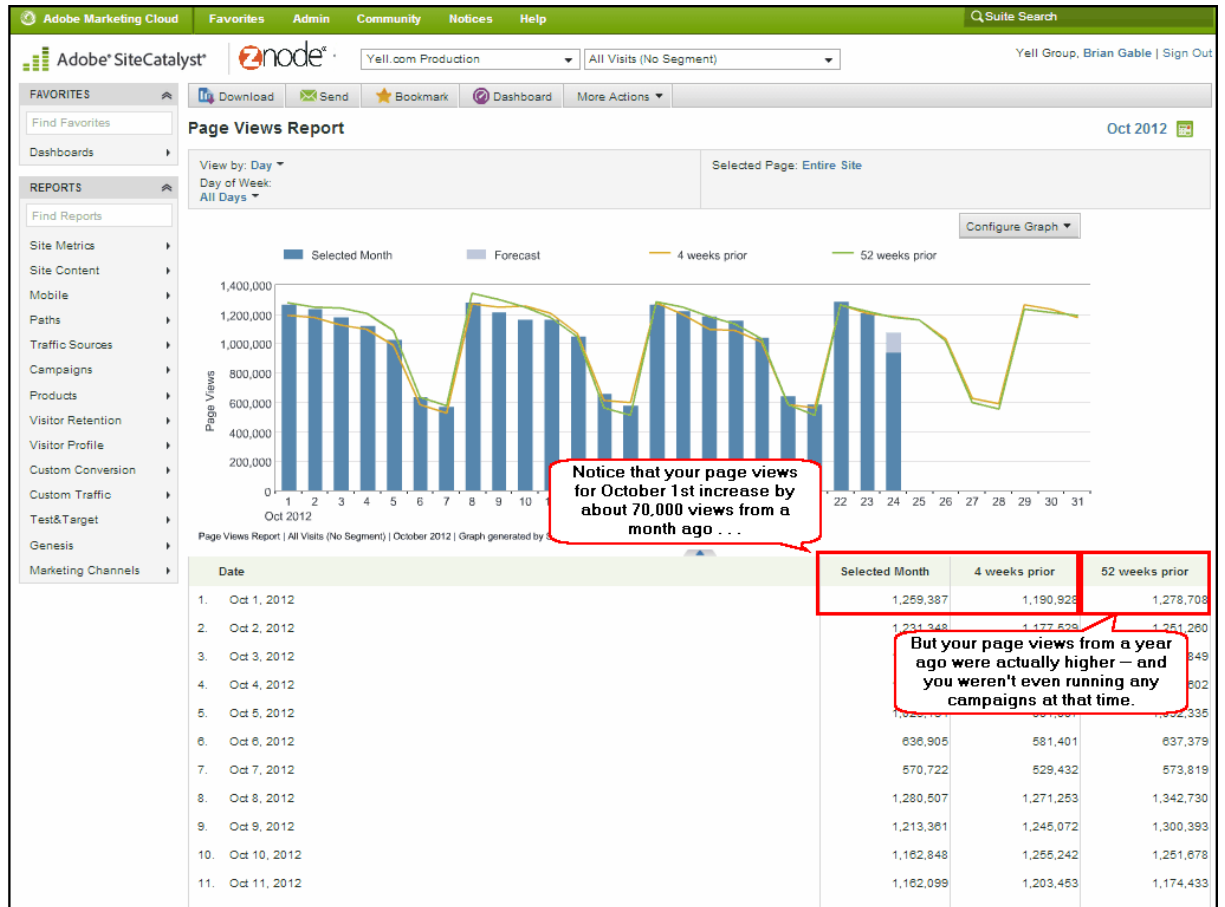 Adobe Marketing Cloud Favorites Admin Community Notices Help Suite Search
Adobe® SiteCatalyst® znode® Yell.com Production All Visits (No Segment) Yell Group, Brian Gable | Sign Out
FAVORITES
Find Favorites
Dashboards
REPORTS
Find Reports
Site Metrics
Site Content
Mobile
Paths
Traffic Sources
Campaigns
Products
Visitor Retention
Visitor Profile
Custom Conversion
Custom Traffic
Test&Target
Genesis
Marketing Channels
Download Send Bookmark Dashboard More Actions
Page Views Report Oct 2012
View by: Day Selected Page: Entire Site
Day of Week:
All Days
Configure Graph
Selected Month Forecast 4 weeks prior 52 weeks prior
Page Views
1,400,000
1,200,000
1,000,000
800,000
600,000
400,000
200,000
0
1 2 3 4 5 6 7 8 9 10 22 23 24 25 26 27 28 29 30 31
Oct 2012
Page Views Report | All Visits (No Segment) | October 2012 | Graph generated by
Notice that your page views
for October 1st increase by
about 70,000 views from a
month ago . . .
Date Selected Month 4 weeks prior 52 weeks prior
1. Oct 1, 2012 1,259,387 1,190,928 1,278,708
2. Oct 2, 2012 1,231,348 1,177,529 1,251,260
3. Oct 3, 2012 849
4. Oct 4, 2012 602
5. Oct 5, 2012 335
6. Oct 6, 2012 636,905 581,401 637,379
7. Oct 7, 2012 570,722 529,432 573,819
8. Oct 8, 2012 1,280,507 1,271,253 1,342,730
9. Oct 9, 2012 1,213,361 1,245,072 1,300,393
10. Oct 10, 2012 1,162,848 1,255,242 1,251,678
11. Oct 11, 2012 1,162,099 1,203,453 1,174,433
But your page views from a year
ago were actually higher – and
you weren't even running any
campaigns at that time.